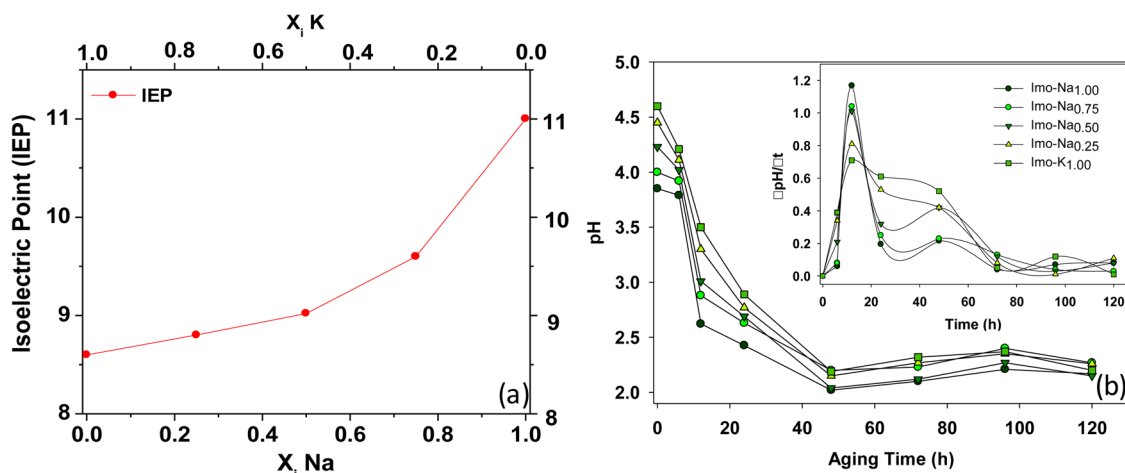 X_i K
1.0 0.8 0.6 0.4 0.2 0.0
IEP
Isoelectric Point (IEP)
11
10
9
8
11
10
9
8
(a)
0.0 0.2 0.4 0.6 0.8 1.0
X_i Na
pH
5.0
4.5
4.0
3.5
3.0
2.5
2.0
(b)
0 20 40 60 80 100 120
Aging Time (h)
□pH/□t
1.2
1.0
0.8
0.6
0.4
0.2
0.0
Imo-Na1.00
Imo-Na0.75
Imo-Na0.50
Imo-Na0.25
Imo-K1.00
0 20 40 60 80 100 120
Time (h)